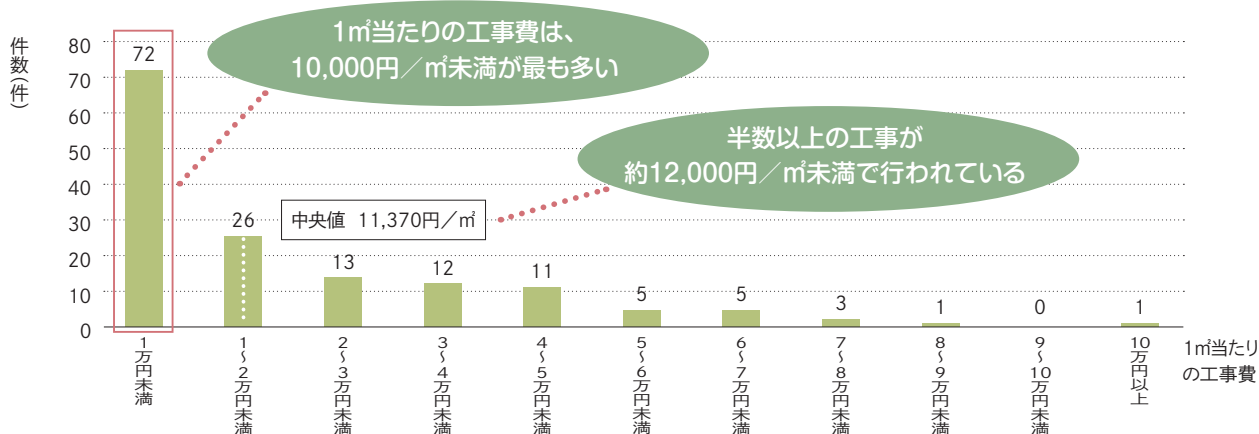 件数(件)
80
70
60
50
40
30
20
10
0
72
26
13
12
11
5
5
3
1
0
1
1㎡当たりの工事費は、
10,000円／㎡未満が最も多い
半数以上の工事が
約12,000円／㎡未満で行われている
中央値 11,370円／㎡
1万円未満
1～2万円未満
2～3万円未満
3～4万円未満
4～5万円未満
5～6万円未満
6～7万円未満
7～8万円未満
8～9万円未満
9～10万円未満
10万円以上
1㎡当たり
の工事費